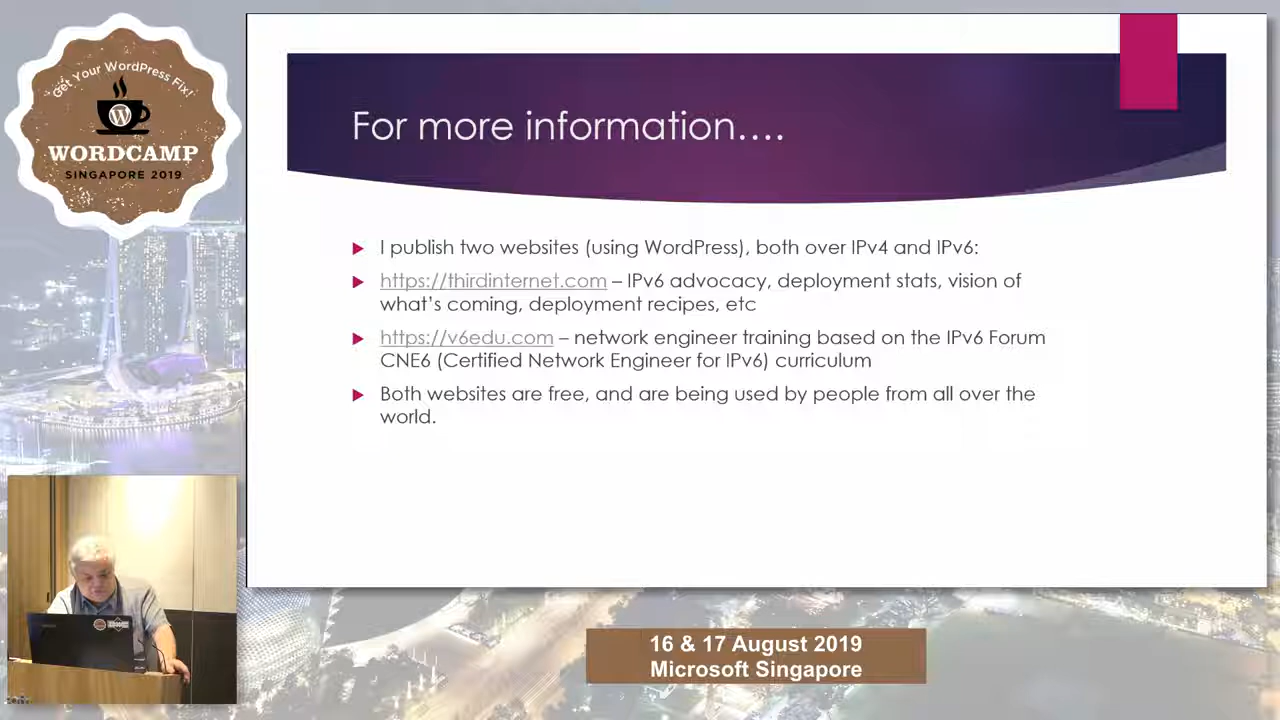 Get Your WordPress Fix!
WORDCAMP
SINGAPORE 2019
For more information....
I publish two websites (using WordPress), both over IPv4 and IPv6:
https://thirdinternet.com – IPv6 advocacy, deployment stats, vision of
what's coming, deployment recipes, etc
https://v6edu.com – network engineer training based on the IPv6 Forum
CNE6 (Certified Network Engineer for IPv6) curriculum
Both websites are free, and are being used by people from all over the
world.
16 & 17 August 2019
Microsoft Singapore